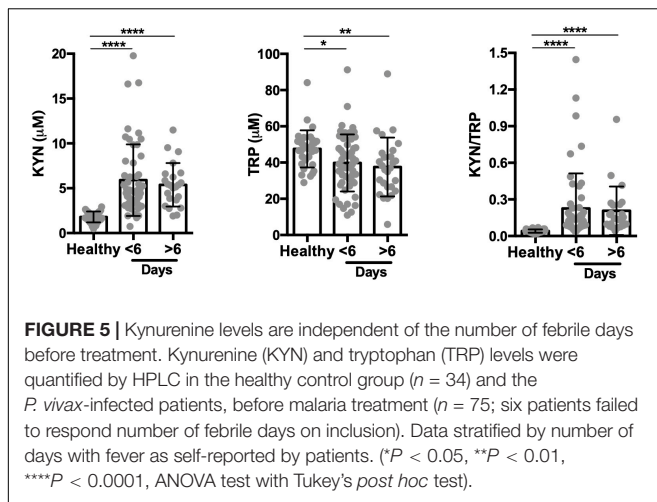 ****
****
20
15
10
5
0
KYN (μM)
Healthy <6 >6
Days
**
*
100
80
60
40
20
0
TRP (μM)
Healthy <6 >6
Days
****
****
1.5
1.2
0.9
0.6
0.3
0.0
KYN/TRP
Healthy <6 >6
Days
FIGURE 5 | Kynurenine levels are independent of the number of febrile days
before treatment. Kynurenine (KYN) and tryptophan (TRP) levels were
quantified by HPLC in the healthy control group (n = 34) and the
P. vivax-infected patients, before malaria treatment (n = 75; six patients failed
to respond number of febrile days on inclusion). Data stratified by number of
days with fever as self-reported by patients. (*P < 0.05, **P < 0.01,
****P < 0.0001, ANOVA test with Tukey's post hoc test).